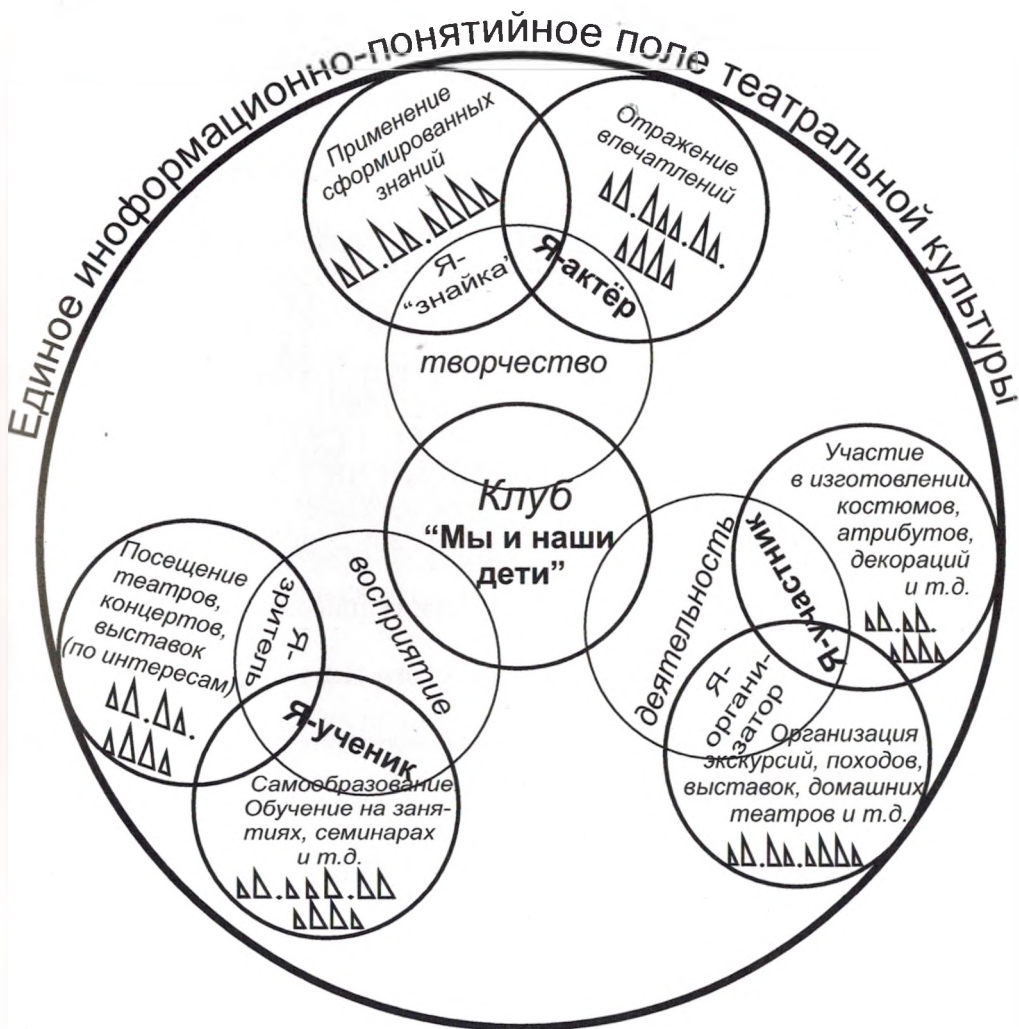 Единое иноформационно-понятийное поле театральной культуры
Применение
сформированных
знаний
Отражение
впечатлений
Я-
"знайка"
Я-актёр
творчество
Клуб
"Мы и наши
дети"
Участие
в изготовлении
костюмов,
атрибутов,
декораций
и т.д.
Я-участник
деятельность
Я-
органи-
затор
Организация
экскурсий, походов,
выставок, домашних
театров и т.д.
Посещение
театров,
концертов,
выставок
(по интересам)
Я-
зритель
восприятие
Я-ученик
Самообразование
Обучение на заня-
тиях, семинарах
и т.д.